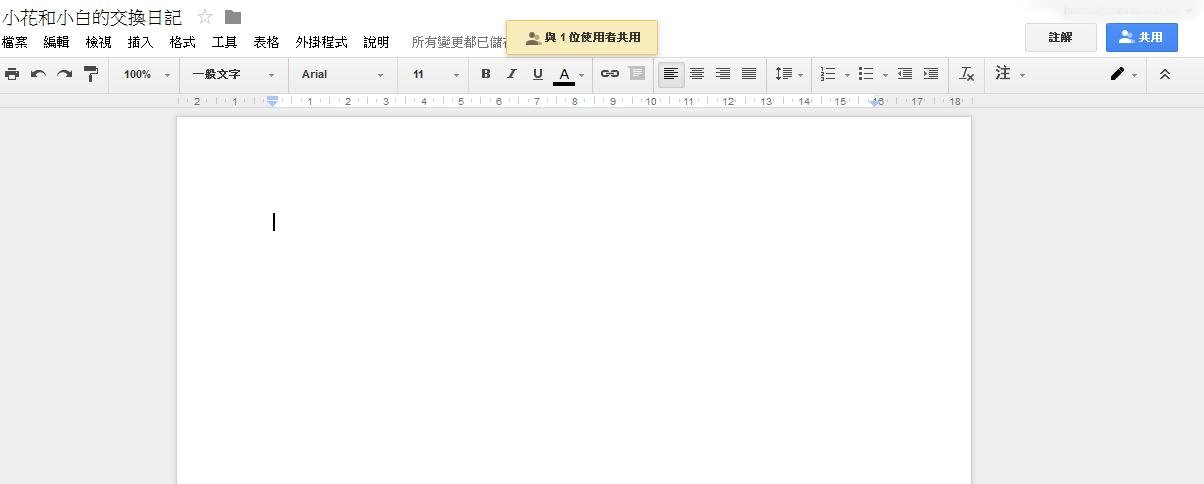 小花和小白的交換日記
檔案 編輯 檢視 插入 格式 工具 表格 外掛程式 說明 所有變更都已儲存
與 1 位使用者共用
註解 共用
100% 一般文字 Arial 11 B I U A 注
2 1 1 2 3 4 5 6 7 8 9 10 11 12 13 14 15 16 17 18